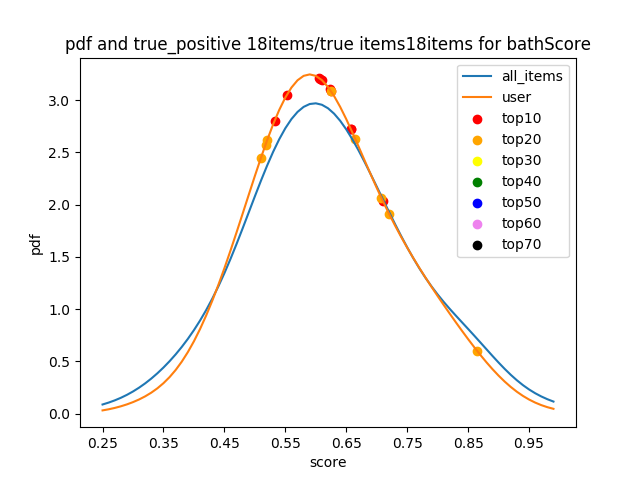 pdf and true_positive 18items/true items18items for bathScore
3.0
2.5
2.0
1.5
1.0
0.5
0.0
pdf
0.25 0.35 0.45 0.55 0.65 0.75 0.85 0.95
score
all_items
user
top10
top20
top30
top40
top50
top60
top70